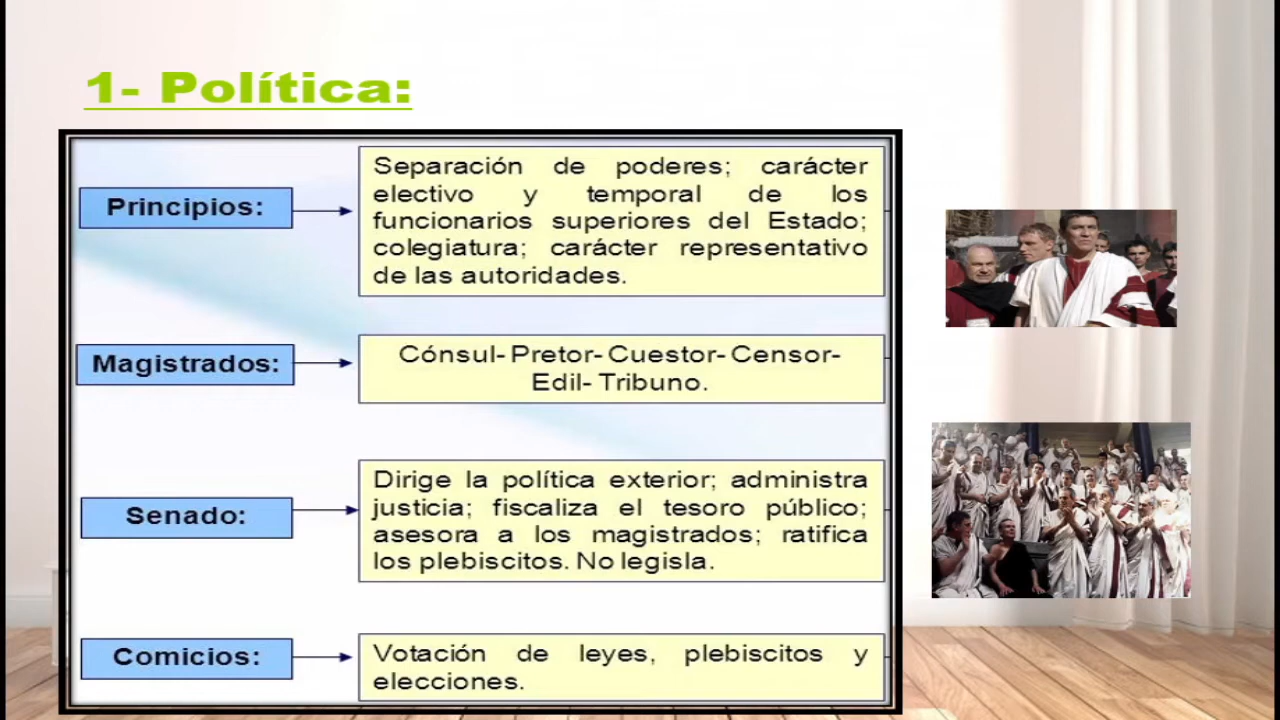 1- Política:
Principios:
Separación de poderes; carácter
electivo y temporal de los
funcionarios superiores del Estado;
colegiatura; carácter representativo
de las autoridades.
Magistrados:
Cónsul- Pretor- Cuestor- Censor-
Edil- Tribuno.
Senado:
Dirige la política exterior; administra
justicia; fiscaliza el tesoro público;
asesora a los magistrados; ratifica
los plebiscitos. No legisla.
Comicios:
Votación de leyes, plebiscitos y
elecciones.